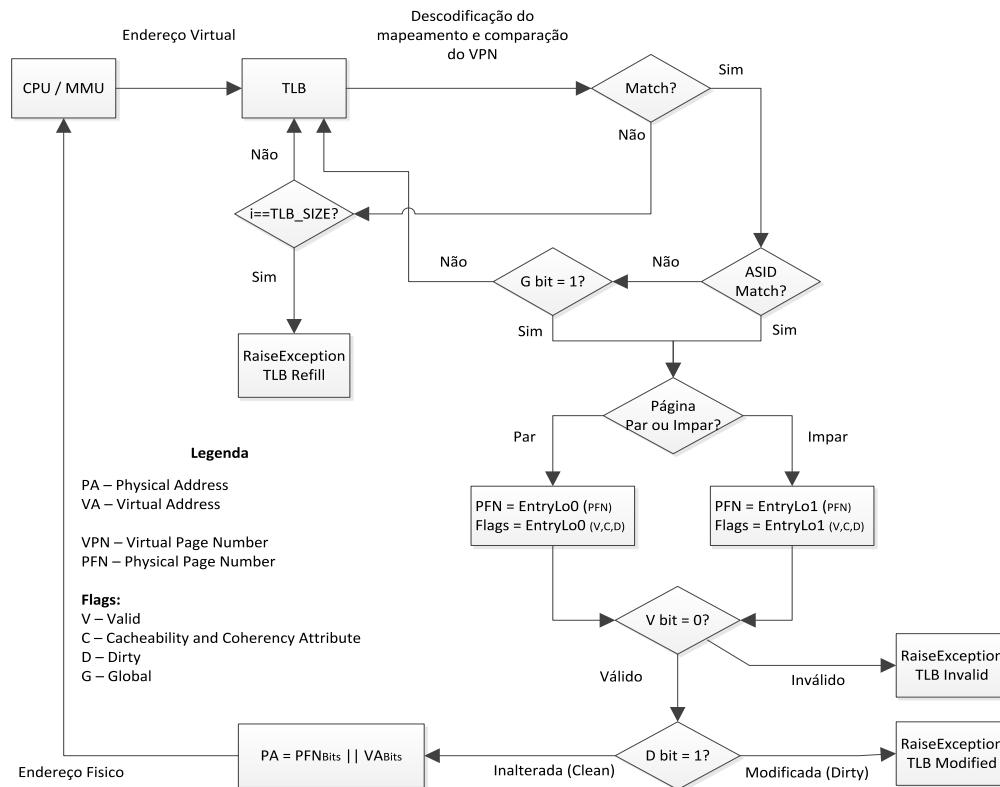 Descodificação do
mapeamento e comparação
do VPN
Endereço Virtual
Sim
CPU / MMU
TLB
Match?
Não
Não
i==TLB_SIZE?
Sim
Não
Não
G bit = 1?
ASID
Match?
Sim
Sim
RaiseException
TLB Refill
Página
Par ou Impar?
Par
Impar
Legenda
PA – Physical Address
VA – Virtual Address
VPN – Virtual Page Number
PFN – Physical Page Number
Flags:
V – Valid
C – Cacheability and Coherency Attribute
D – Dirty
G – Global
PFN = EntryLo0 (PFN)
Flags = EntryLo0 (V,C,D)
PFN = EntryLo1 (PFN)
Flags = EntryLo1 (V,C,D)
V bit = 0?
Válido
Inválido
RaiseException
TLB Invalid
D bit = 1?
Inalterada (Clean)
Modificada (Dirty)
RaiseException
TLB Modified
PA = PFNBits || VABits
Endereço Fisico